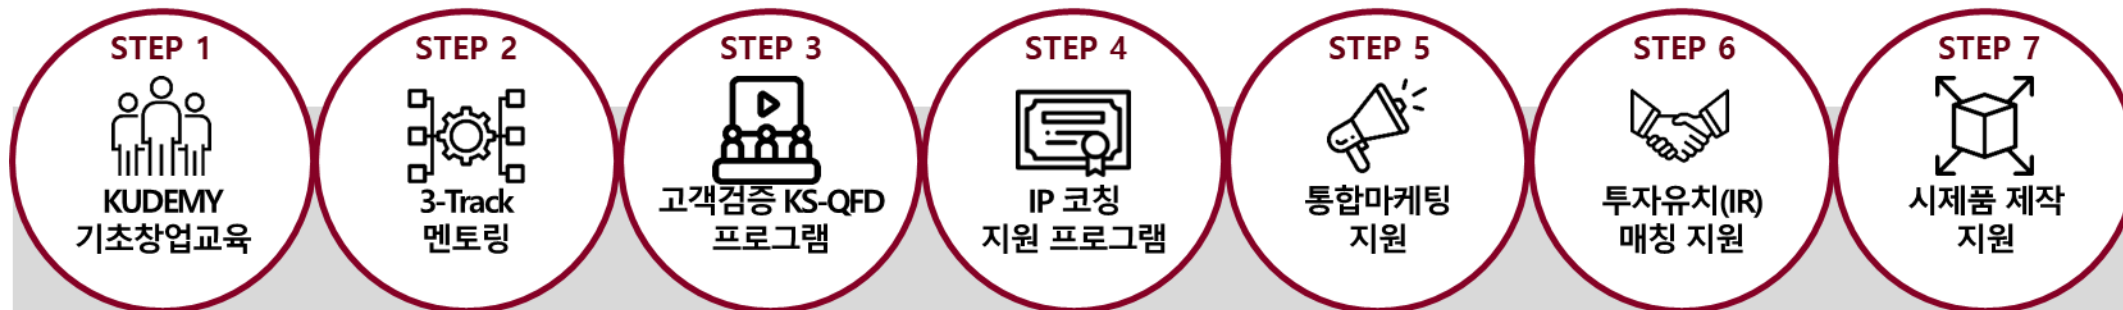 STEP 1
KUDEMY
기초창업교육
STEP 2
3-Track
멘토링
STEP 3
고객검증 KS-QFD
프로그램
STEP 4
IP 코칭
지원 프로그램
STEP 5
통합마케팅
지원
STEP 6
투자유치(IR)
매칭 지원
STEP 7
시제품 제작
지원